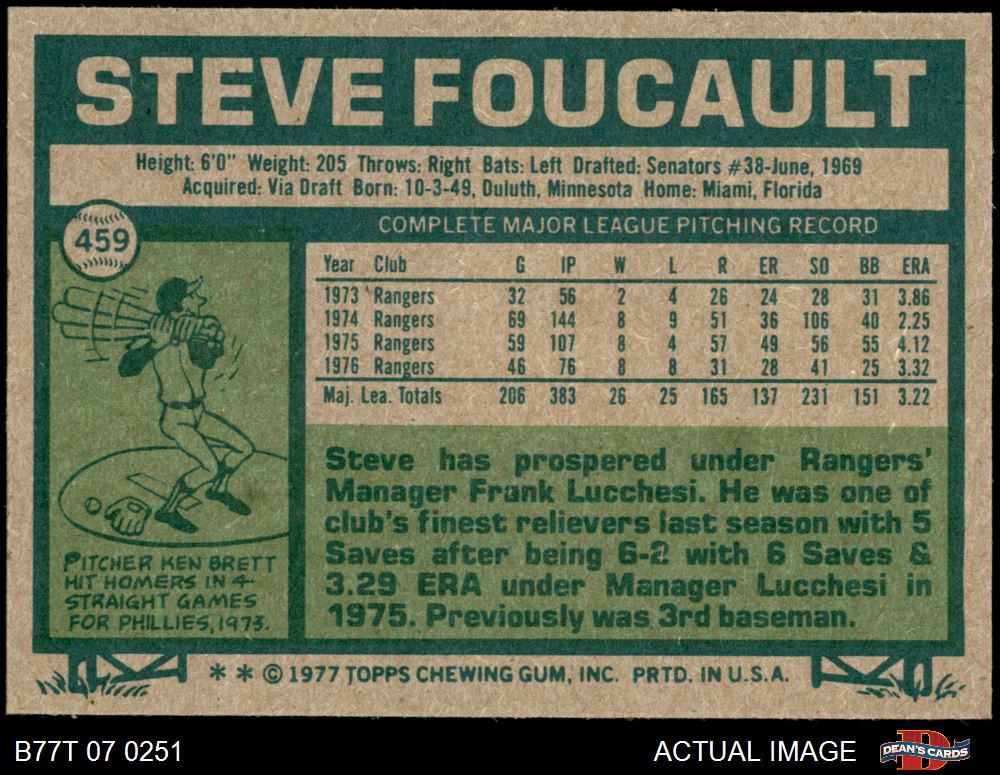 STEVE FOUCAULT
Height: 6'0" Weight: 205 Throws: Right Bats: Left Drafted: Senators #38-June, 1969
Acquired: Via Draft Born: 10-3-49, Duluth, Minnesota Home: Miami, Florida
459
COMPLETE MAJOR LEAGUE PITCHING RECORD
Year Club G IP W L R ER SO BB ERA
1973 Rangers 32 56 2 4 26 24 28 31 3.86
1974 Rangers 69 144 8 9 51 36 106 40 2.25
1975 Rangers 59 107 8 4 57 49 56 55 4.12
1976 Rangers 46 76 8 8 31 28 41 25 3.32
Maj. Lea. Totals 206 383 26 25 165 137 231 151 3.22
PITCHER KEN BRETT
HIT HOMERS IN 4
STRAIGHT GAMES
FOR PHILLIES, 1973.
Steve has prospered under Rangers'
Manager Frank Lucchesi. He was one of
club's finest relievers last season with 5
Saves after being 6-2 with 6 Saves &
3.29 ERA under Manager Lucchesi in
1975. Previously was 3rd baseman.
* * © 1977 TOPPS CHEWING GUM, INC. PRTD. IN U.S.A.
B77T 07 0251
ACTUAL IMAGE
DEAN'S CARDS